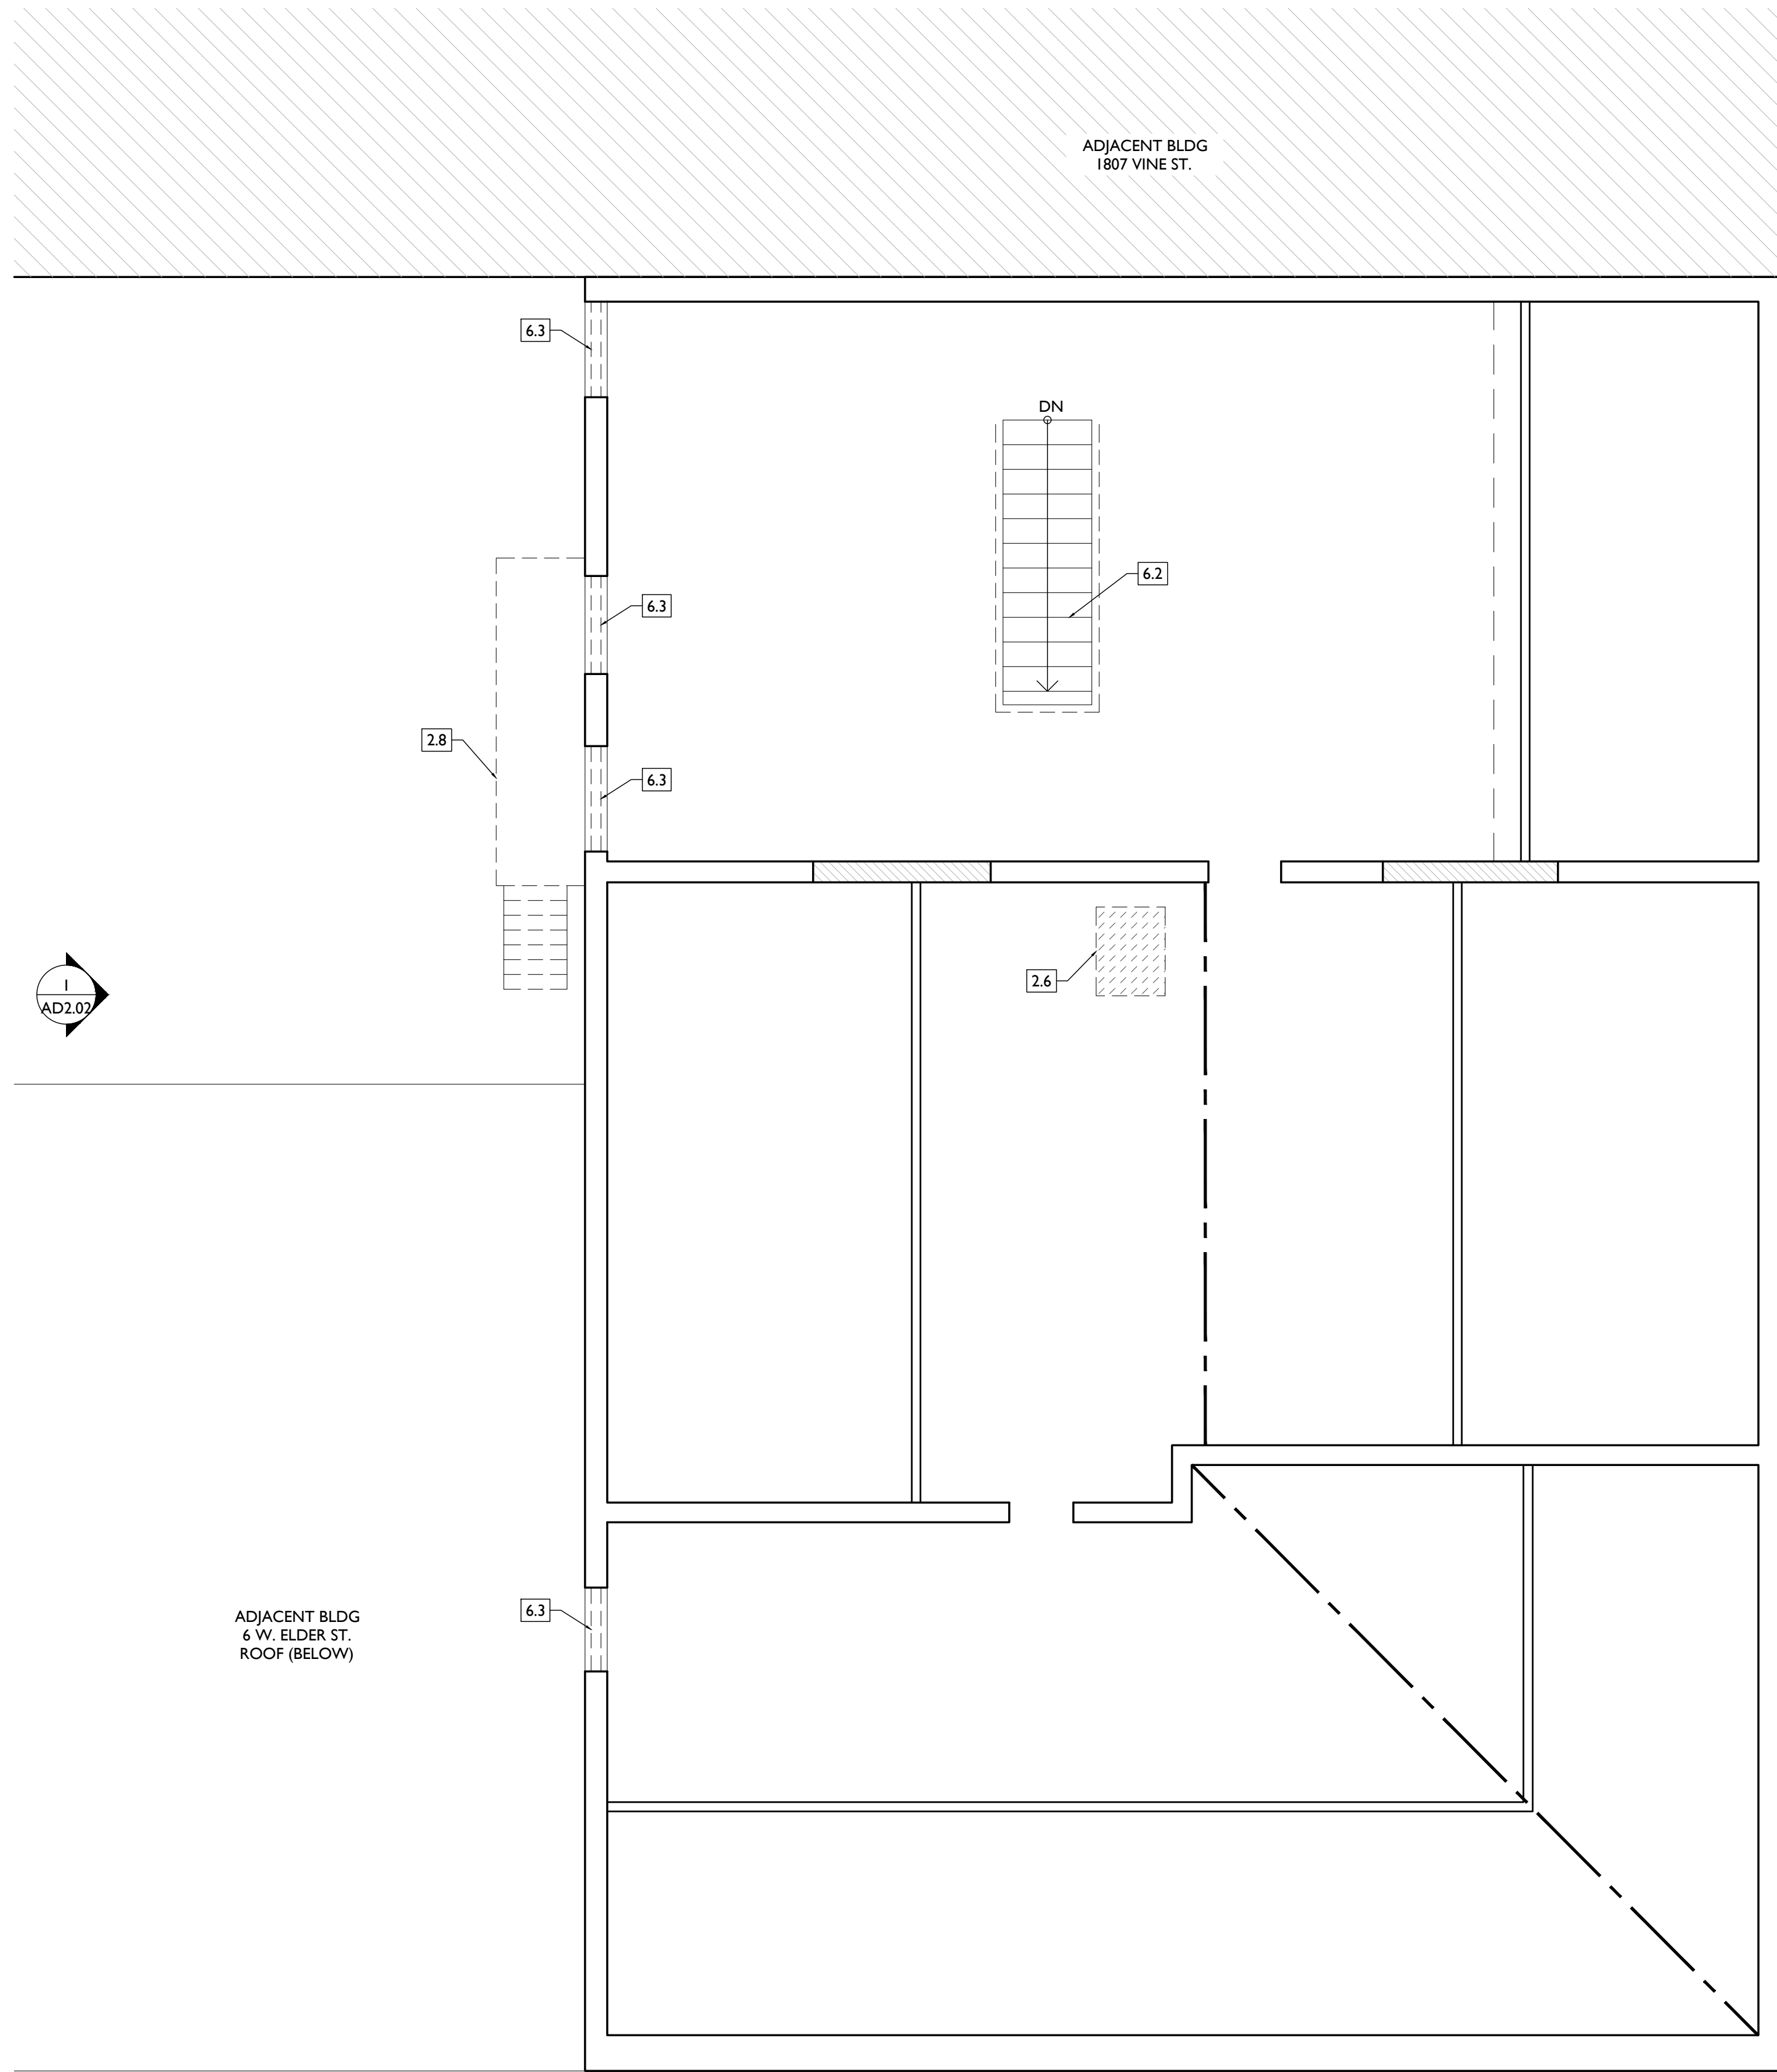 ADJACENT BLDG
1807 VINE ST.
6.3
DN
6.2
6.3
2.8
6.3
2.6
1
AD2.02
6.3
ADJACENT BLDG
6 W. ELDER ST.
ROOF (BELOW)